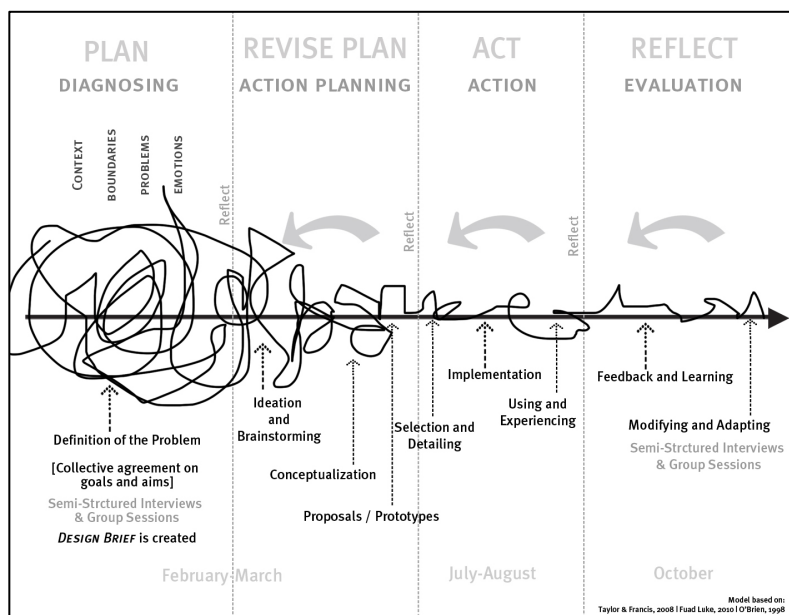 PLAN
DIAGNOSING
REVISE PLAN
ACTION PLANNING
ACT
ACTION
REFLECT
EVALUATION
CONTEXT
BOUNDARIES
PROBLEMS
EMOTIONS
Reflect
Reflect
Reflect
Definition of the Problem
[Collective agreement on
goals and aims]
Semi-Strctured Interviews
& Group Sessions
DESIGN BRIEF is created
Ideation
and
Brainstorming
Conceptualization
Proposals / Prototypes
Selection and
Detailing
Implementation
Using and
Experiencing
Feedback and Learning
Modifying and Adapting
Semi-Strctured Interviews
& Group Sessions
February-March
July-August
October
Model based on:
Taylor & Francis, 2008 I Fuad Luke, 2010 I O'Brien, 1998